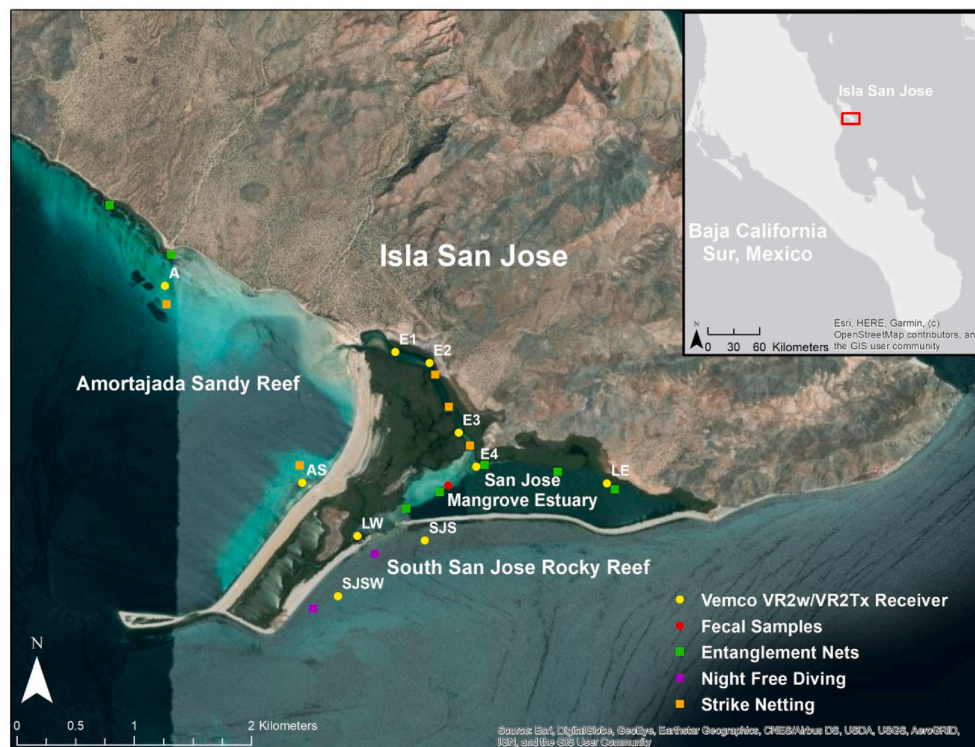 Isla San Jose
Baja California
Sur, Mexico
N
0 30 60 Kilometers
Esri, HERE, Garmin, (c)
OpenStreetMap contributors, and
the GIS user community
Isla San Jose
A
E1
E2
Amortajada Sandy Reef
E3
E4
AS
LE
San Jose
Mangrove Estuary
LW
SJS
South San Jose Rocky Reef
SJSW
Vemco VR2w/VR2Tx Receiver
Fecal Samples
Entanglement Nets
Night Free Diving
Strike Netting
N
0 0.5 1 2 Kilometers
Source: Esri, DigitalGlobe, GeoEye, Earthstar Geographics, CNES/Airbus DS, USDA, USGS, AeroGRID,
IGN, and the GIS User Community